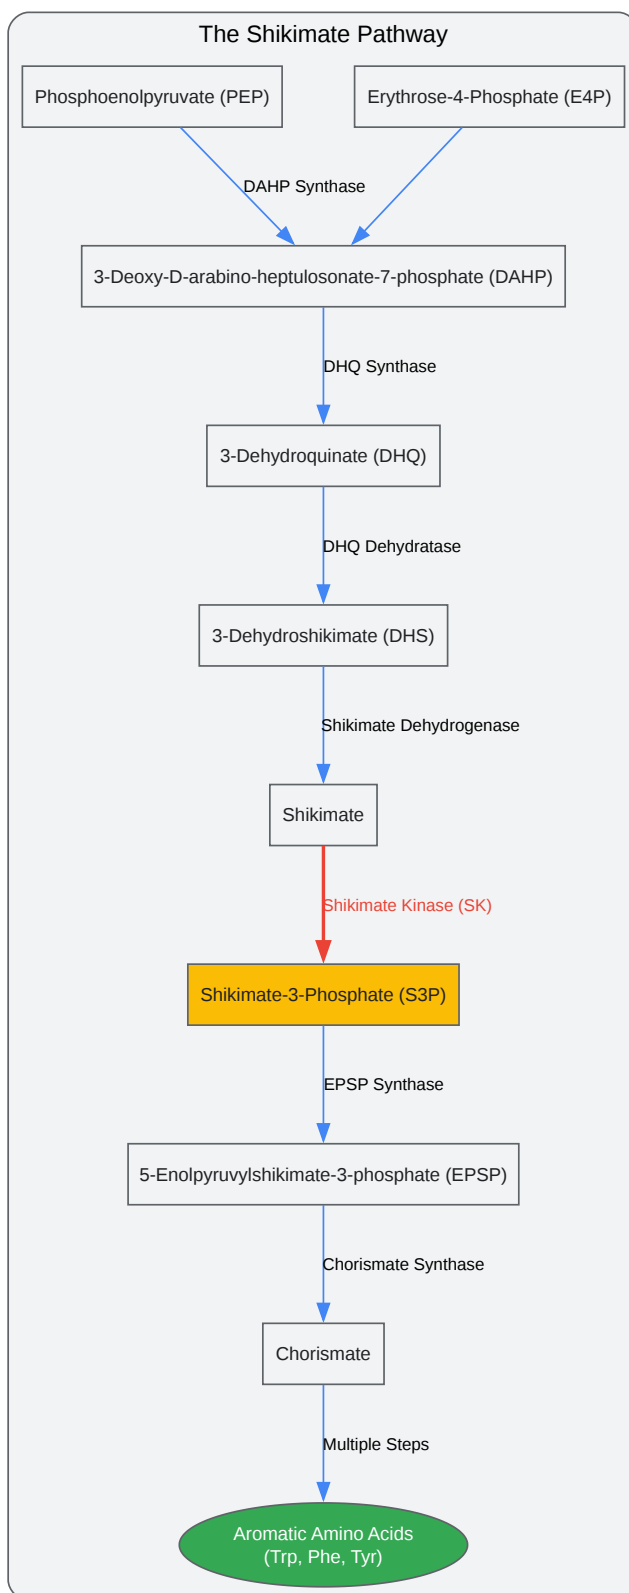 The Shikimate Pathway
Phosphoenolpyruvate (PEP)
Erythrose-4-Phosphate (E4P)
DAHP Synthase
3-Deoxy-D-arabino-heptulosonate-7-phosphate (DAHP)
DHQ Synthase
3-Dehydroquinate (DHQ)
DHQ Dehydratase
3-Dehydroshikimate (DHS)
Shikimate Dehydrogenase
Shikimate
Shikimate Kinase (SK)
Shikimate-3-Phosphate (S3P)
EPSP Synthase
5-Enolpyruvylshikimate-3-phosphate (EPSP)
Chorismate Synthase
Chorismate
Multiple Steps
Aromatic Amino Acids
(Trp, Phe, Tyr)